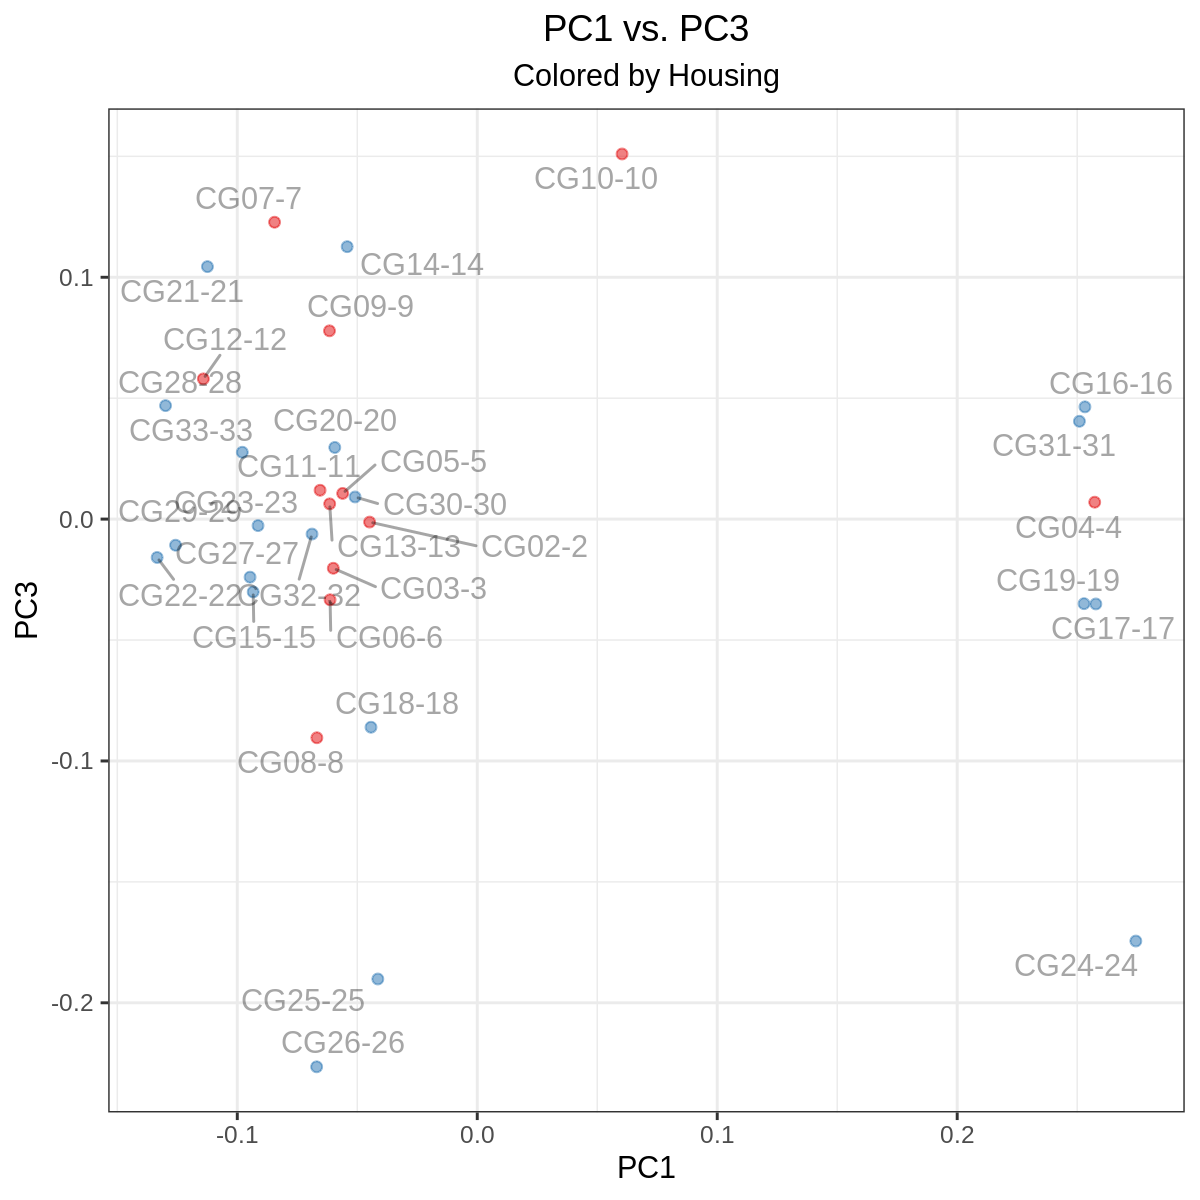 PC1 vs. PC3
Colored by Housing
CG10-10
CG07-7
CG14-14
0.1
CG21-21
CG09-9
CG12-12
CG28-28
CG16-16
CG33-33
CG20-20
CG31-31
CG11-11
CG05-5
CG23-23
CG30-30
CG29-29
0.0
CG04-4
CG27-27
CG13-13
CG02-2
CG19-19
CG22-22
CG32-32
CG03-3
PC3
CG17-17
CG15-15
CG06-6
CG18-18
-0.1
CG08-8
CG24-24
-0.2
CG25-25
CG26-26
-0.1
0.0
0.1
0.2
PC1